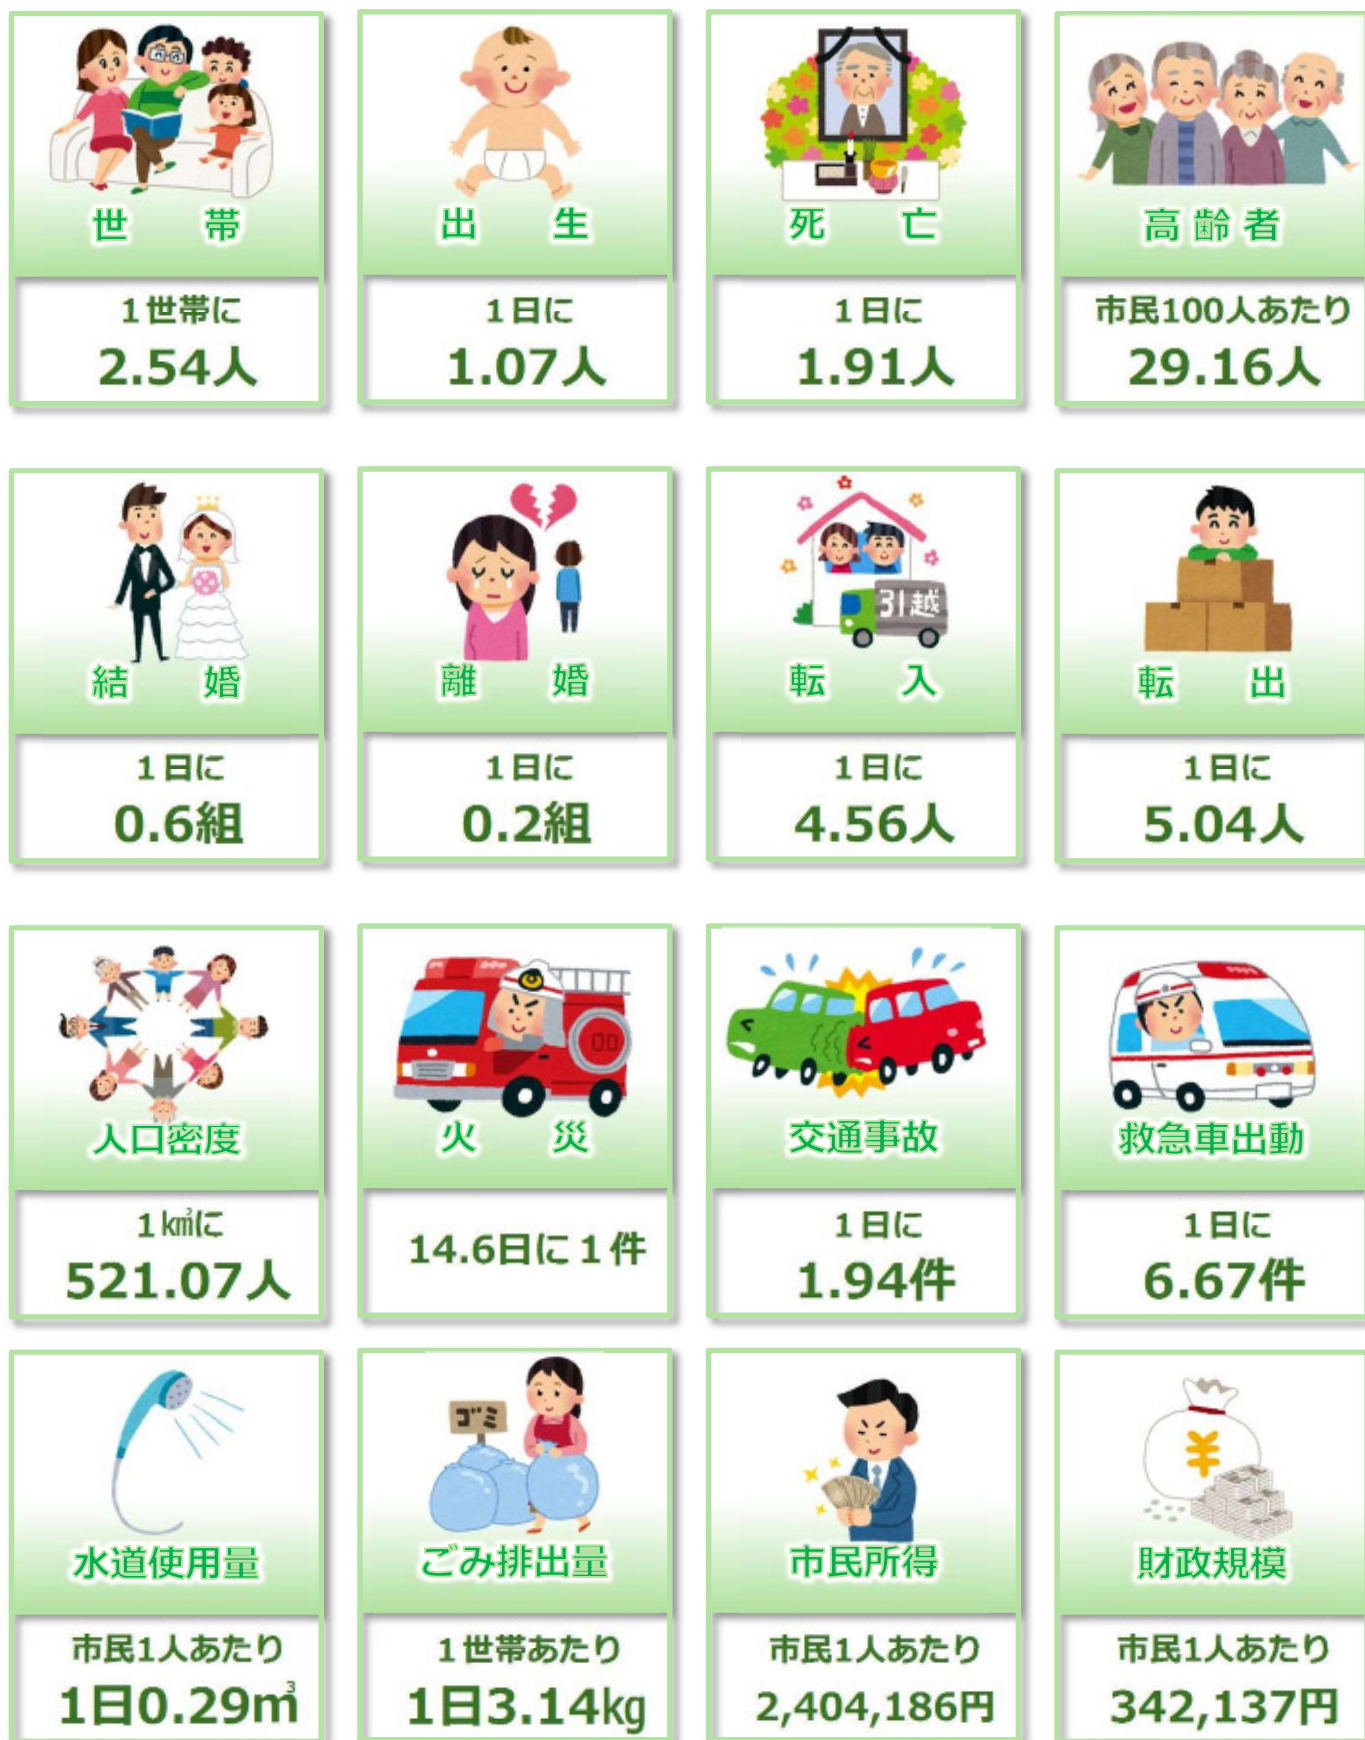 世帯
1世帯に
2.54人
出生
1日に
1.07人
死亡
1日に
1.91人
高齢者
市民100人あたり
29.16人
結婚
1日に
0.6組
離婚
1日に
0.2組
引越
転入
1日に
4.56人
転出
1日に
5.04人
人口密度
1㎢に
521.07人
火災
14.6日に1件
交通事故
1日に
1.94件
救急車出動
1日に
6.67件
水道使用量
市民1人あたり
1日0.29㎥
ゴミ
ごみ排出量
1世帯あたり
1日3.14kg
市民所得
市民1人あたり
2,404,186円
¥
財政規模
市民1人あたり
342,137円